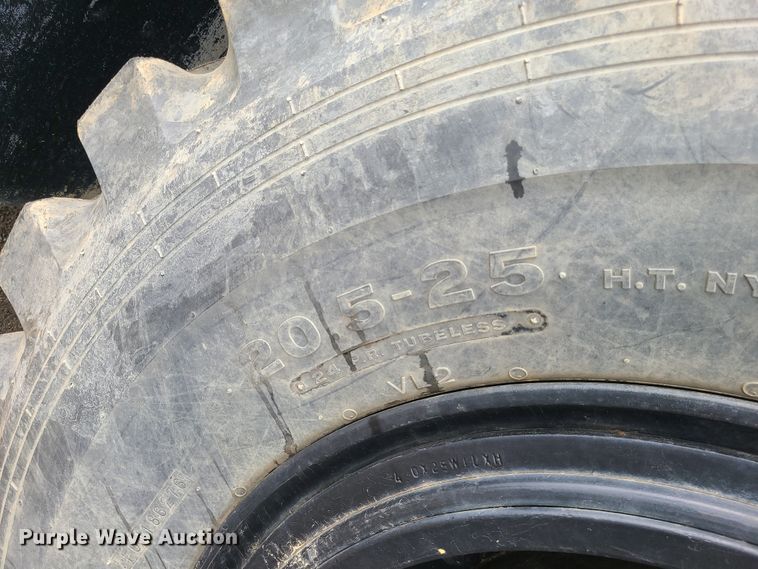 20.5-25
H.T. NY
24 P.R. TUBELESS
VL2
Purple Wave Auction